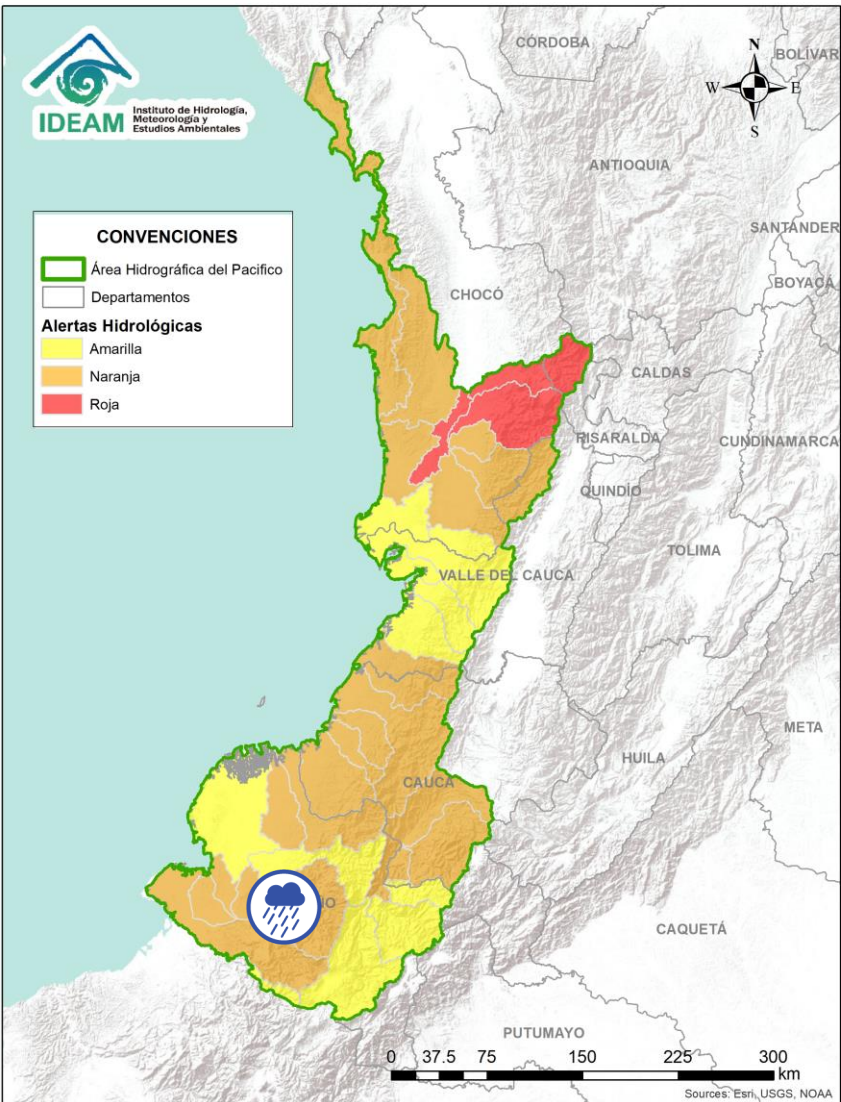 IDEAM
Instituto de Hidrología,
Meteorología y
Estudios Ambientales
N
W
E
S
CÓRDOBA
BOLÍVAR
ANTIOQUIA
SANTANDER
BOYACÁ
CHOCÓ
CONVENCIONES
Área Hidrográfica del Pacifico
Departamentos
Alertas Hidrológicas
Amarilla
Naranja
Roja
CALDAS
RISARALDA
CUNDINAMARCA
QUINDÍO
TOLIMA
VALLE DEL CAUCA
META
HUILA
CAUCA
ÑO
CAQUETÁ
PUTUMAYO
0 37.5 75 150 225 300
km
Sources: Esri, USGS, NOAA